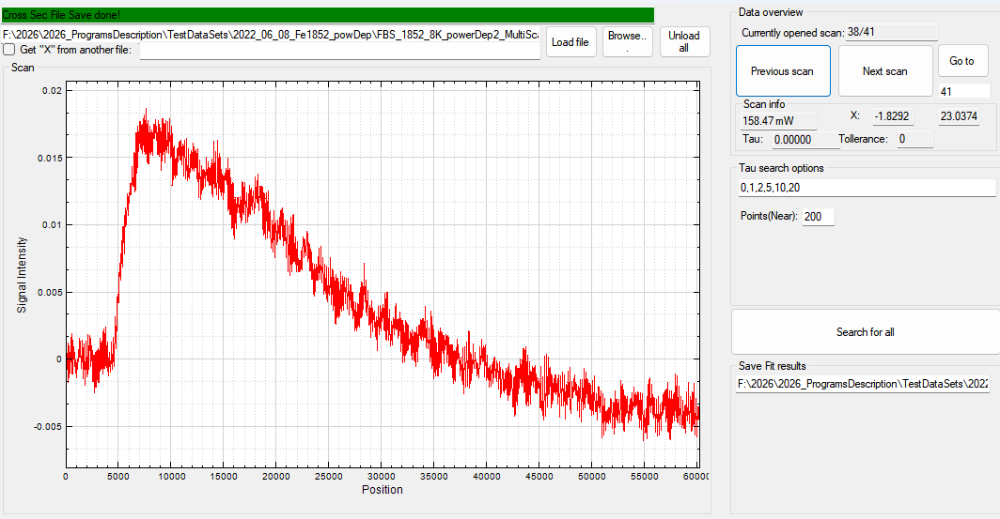 Cross Sec File Save done!
F:\2026\2026_ProgramsDescription\TestDataSets\2022_06_08_Fe1852_powDep\FBS_1852_8K_powerDep2_MultiSca
Get "X" from another file:
Load file
Browse...
Unload all
Scan
0.02
0.015
0.01
0.005
0
-0.005
Signal Intensity
0 5000 10000 15000 20000 25000 30000 35000 40000 45000 50000 55000 60000
Position
Data overview
Currently opened scan: 38/41
Previous scan
Next scan
Go to
41
Scan info
158.47 mW
X: -1.8292 23.0374
Tau: 0.00000 Tollerance: 0
Tau search options
0,1,2,5,10,20
Points(Near): 200
Search for all
Save Fit results
F:\2026\2026_ProgramsDescription\TestDataSets\2022